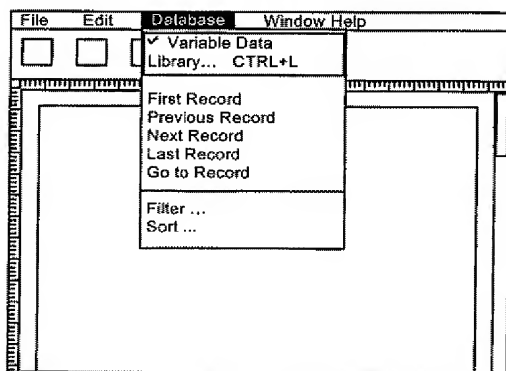 File Edit Database Window Help
✓ Variable Data
Library... CTRL+L
First Record
Previous Record
Next Record
Last Record
Go to Record
Filter ...
Sort ...